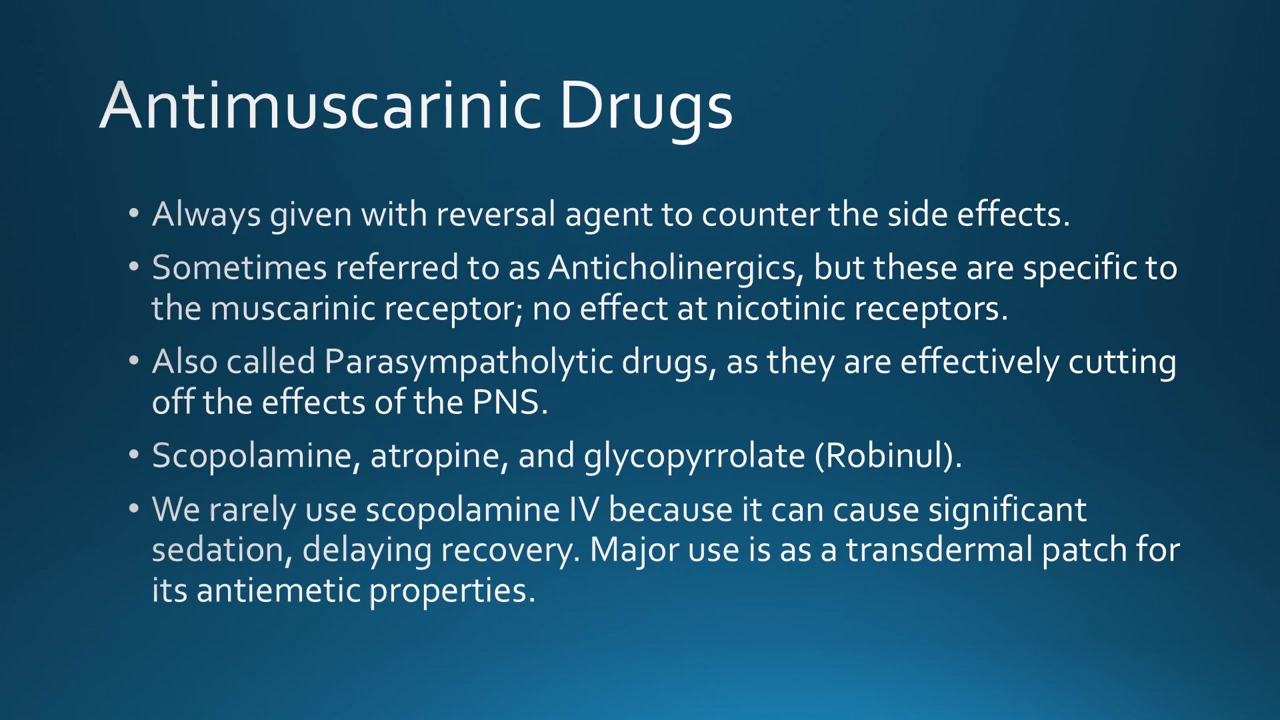 Antimuscarinic Drugs
• Always given with reversal agent to counter the side effects.
• Sometimes referred to as Anticholinergics, but these are specific to
the muscarinic receptor; no effect at nicotinic receptors.
• Also called Parasympatholytic drugs, as they are effectively cutting
off the effects of the PNS.
• Scopolamine, atropine, and glycopyrrolate (Robinul).
• We rarely use scopolamine IV because it can cause significant
sedation, delaying recovery. Major use is as a transdermal patch for
its antiemetic properties.